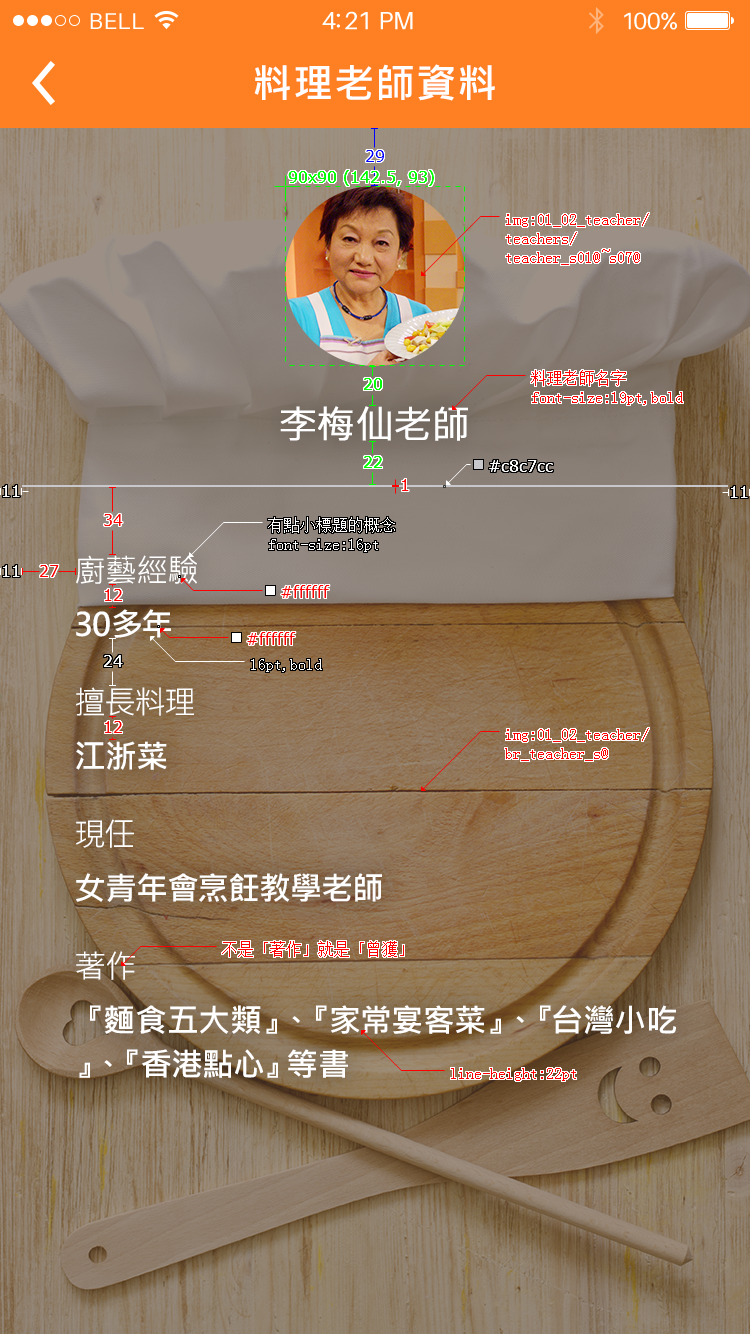 BELL 4:21 PM 100%
料理老師資料
29
90x90 (142.5, 93)
img:01_02_teacher/
teachers/
teacher_s010~s070
20
料理老師名字
font-size:19pt,bold
李梅仙老師
22
#c8c7cc
11 1 11
34
有點小標題的概念
font-size:16pt
廚藝經驗
11 27
12
#ffffff
30多年
#ffffff
24
16pt,bold
擅長料理
12
img:01_02_teacher/
br_teacher_s0
江浙菜
現任
女青年會烹飪教學老師
不是「著作」就是「曾獲」
著作
『麵食五大類』、『家常宴客菜』、『台灣小吃
』、『香港點心』等書
line-height:22pt